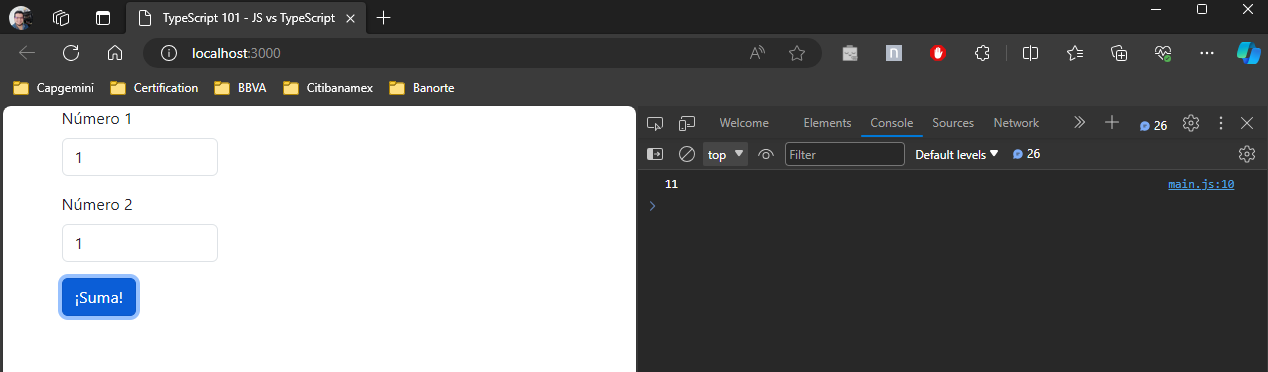 TypeScript 101 - JS vs TypeScript
localhost:3000
Capgemini Certification BBVA Citibanamex Banorte
Número 1
1
Número 2
1
¡Suma!
Welcome Elements Console Sources Network 26
top Filter Default levels 26
11 main.js:10